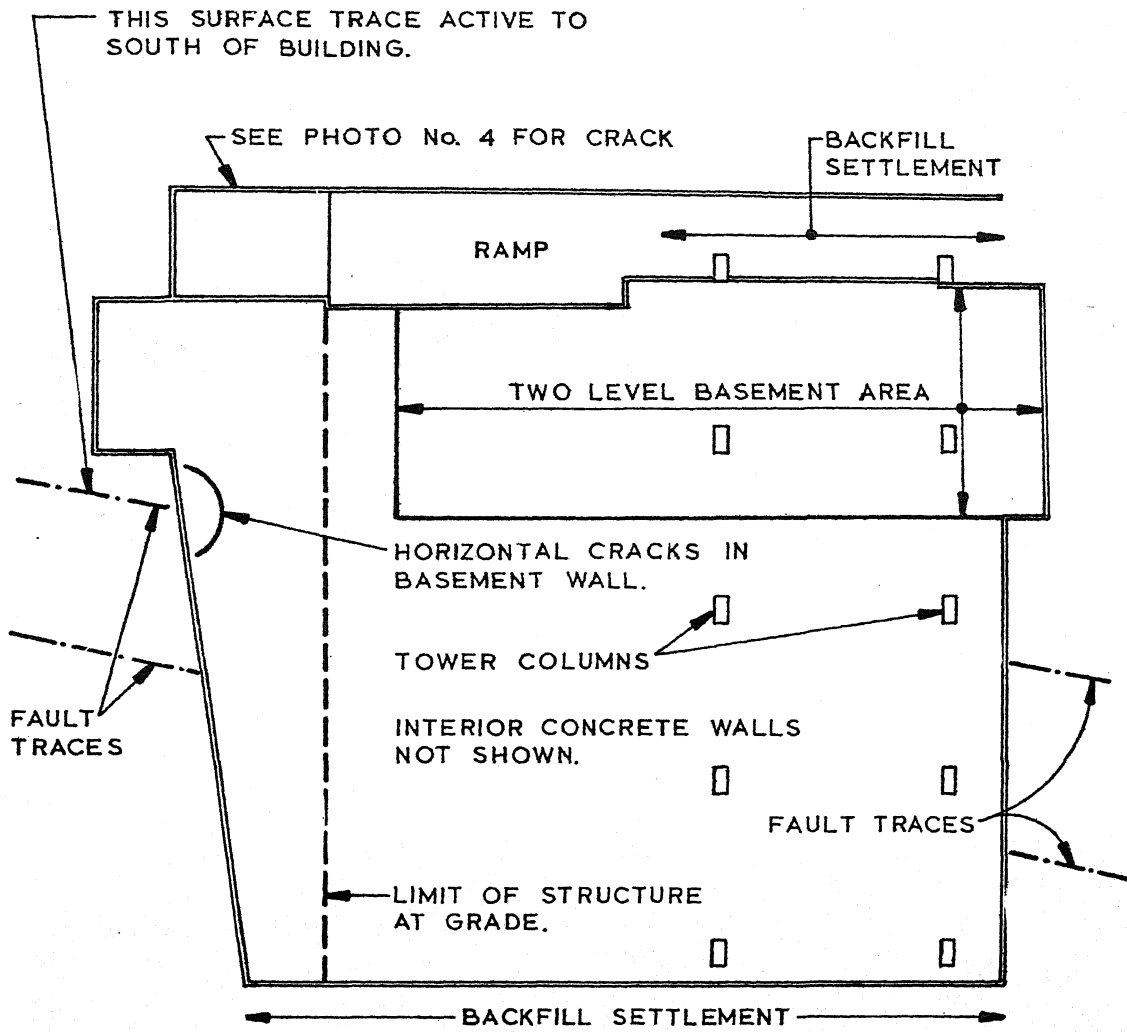 THIS SURFACE TRACE ACTIVE TO
SOUTH OF BUILDING.
SEE PHOTO No. 4 FOR CRACK
BACKFILL
SETTLEMENT
RAMP
TWO LEVEL BASEMENT AREA
HORIZONTAL CRACKS IN
BASEMENT WALL.
TOWER COLUMNS
FAULT
TRACES
INTERIOR CONCRETE WALLS
NOT SHOWN.
FAULT TRACES
LIMIT OF STRUCTURE
AT GRADE.
BACKFILL SETTLEMENT